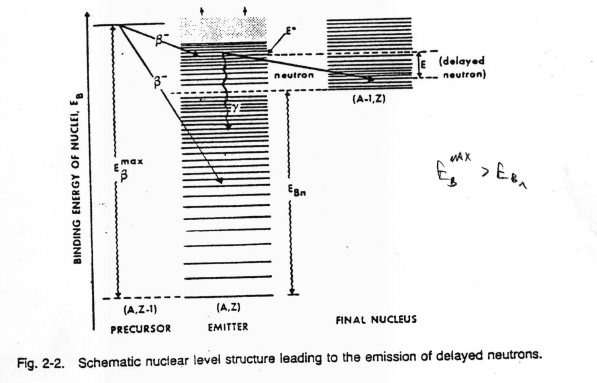 β⁻
E*
E
(delayed
neutron)
β⁻
neutron
γ
(A-1,Z)
BINDING ENERGY OF NUCLEI, E_B
E_β^max
E_Bn
E_B^MAX > E_Bn
(A,Z-1)
(A,Z)
PRECURSOR
EMITTER
FINAL NUCLEUS
Fig. 2-2. Schematic nuclear level structure leading to the emission of delayed neutrons.